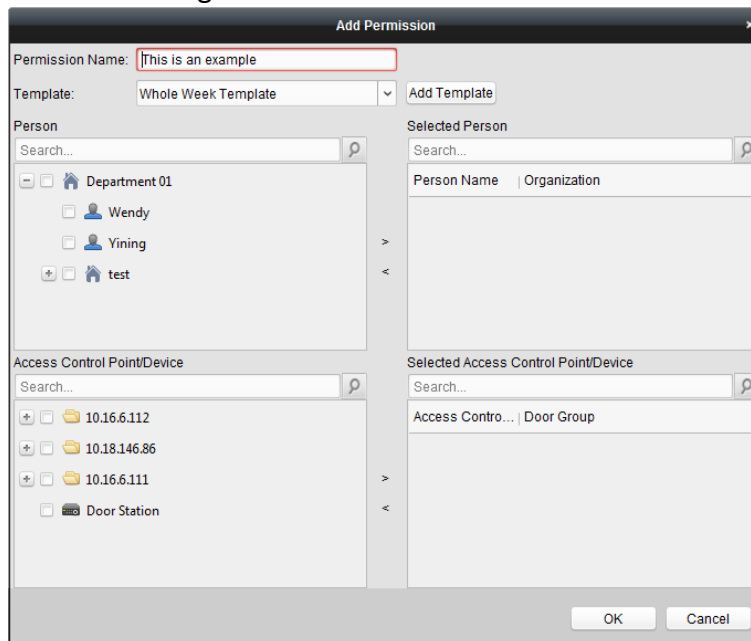 Add Permission
Permission Name: This is an example
Template: Whole Week Template Add Template
Person Selected Person
Search... Search...
Department 01 Person Name Organization
Wendy
Yining
>
test
<
Access Control Point/Device Selected Access Control Point/Device
Search... Search...
10.16.6.112 Access Contro... Door Group
10.18.146.86
10.16.6.111 >
Door Station <
OK Cancel